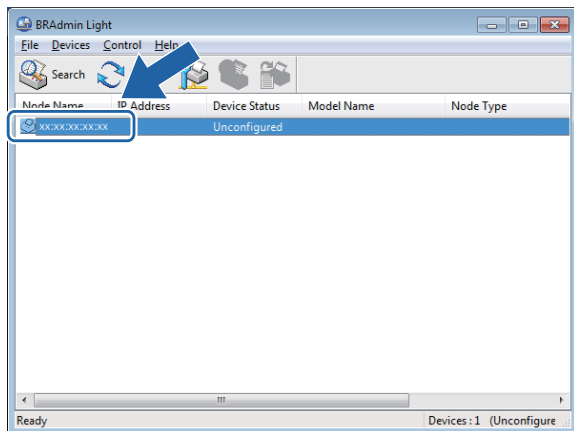 BRAdmin Light
File Devices Control Help
Search
Node Name IP Address Device Status Model Name Node Type
xx:xx:xx:xx:xx Unconfigured
Ready Devices : 1 (Unconfigure